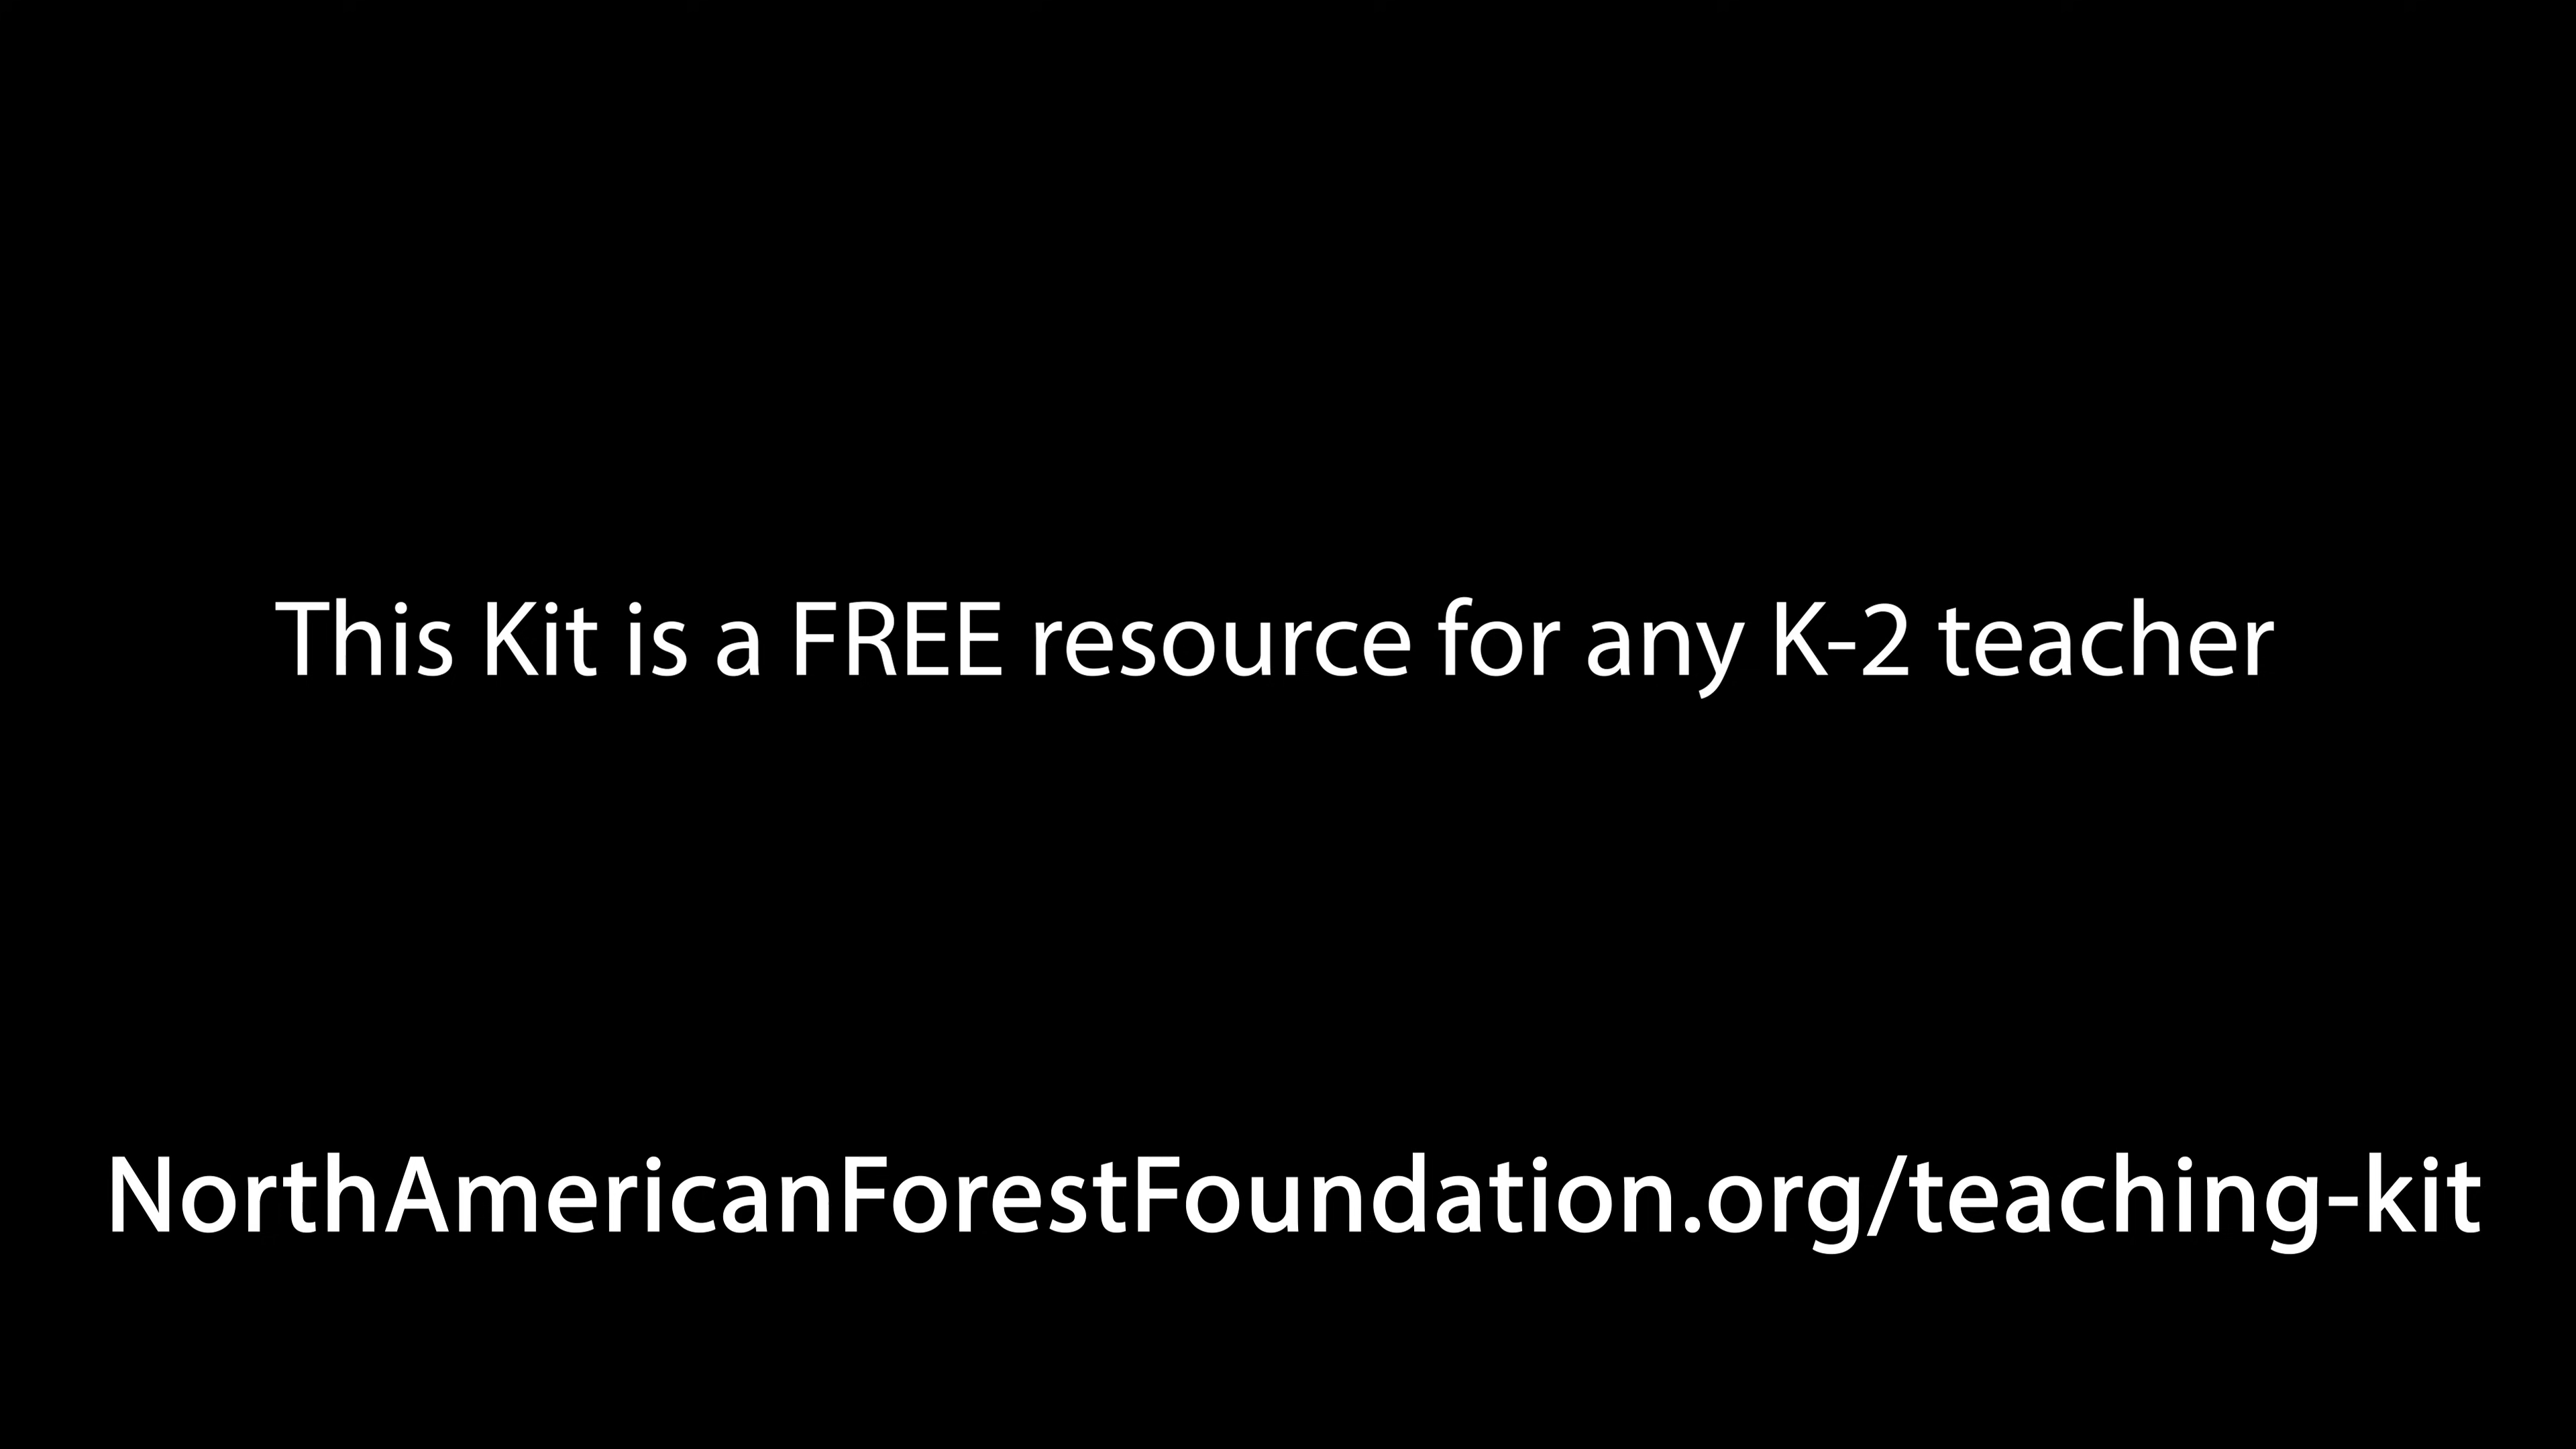 This Kit is a FREE resource for any K-2 teacher
NorthAmericanForestFoundation.org/teaching-kit